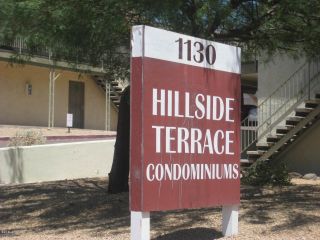 1130
HILLSIDE
TERRACE
CONDOMINIUMS